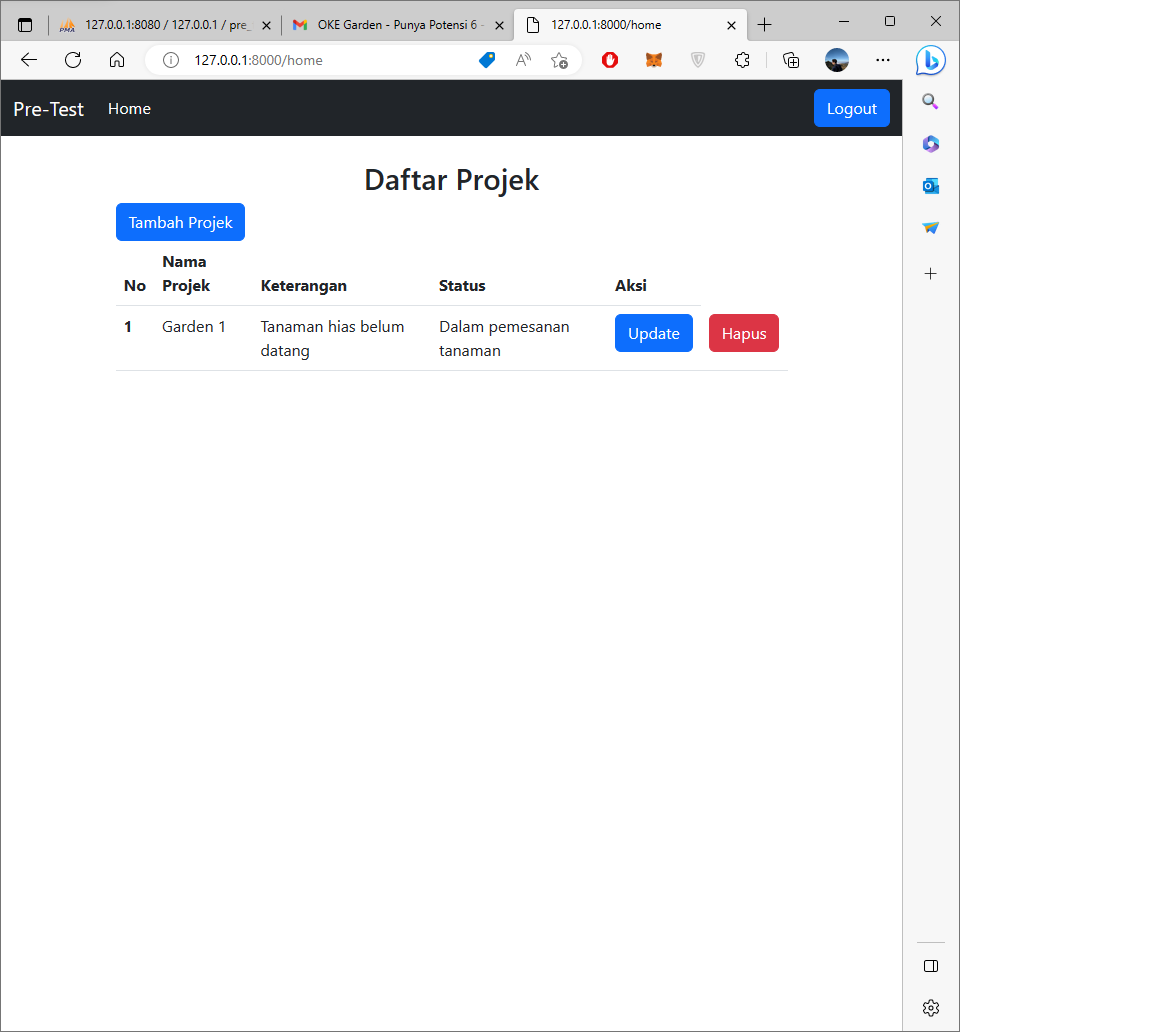 127.0.0.1:8080 / 127.0.0.1 / pre_
OKE Garden - Punya Potensi 6 -
127.0.0.1:8000/home
127.0.0.1:8000/home
Pre-Test
Home
Logout
Daftar Projek
Tambah Projek
No
Nama
Projek
Keterangan
Status
Aksi
1
Garden 1
Tanaman hias belum
datang
Dalam pemesanan
tanaman
Update
Hapus